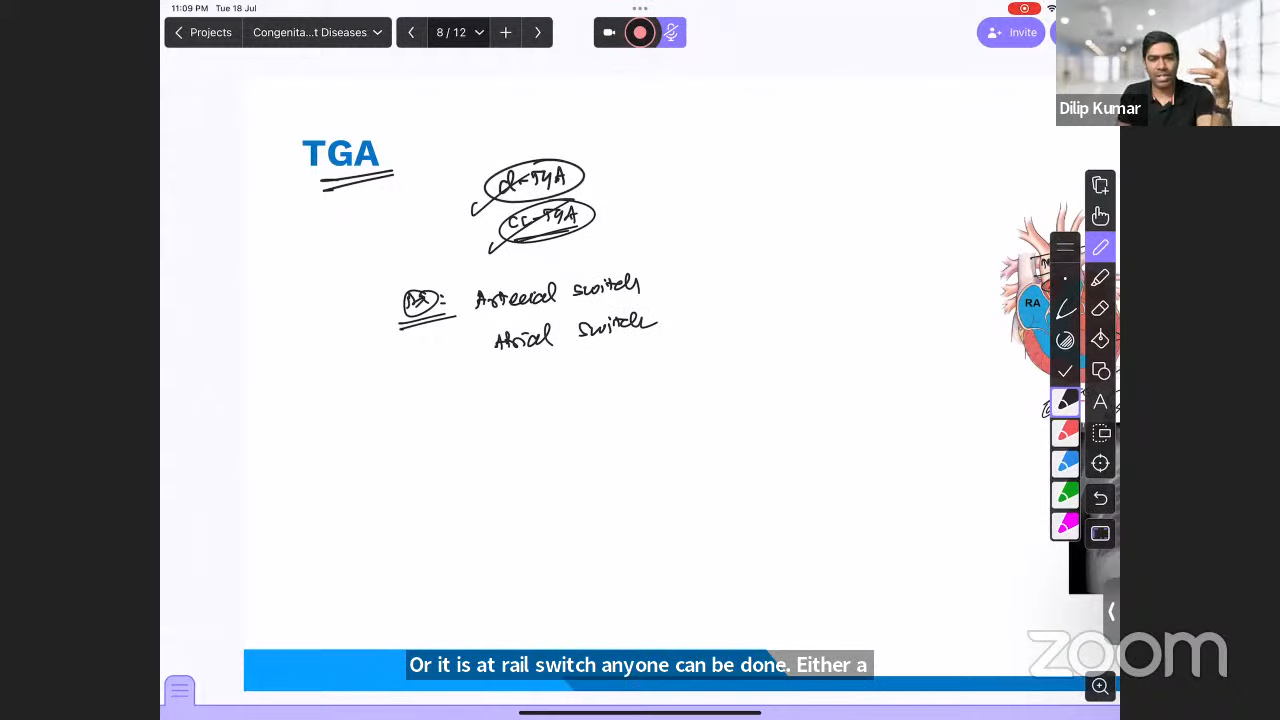 11:09 PM Tue 18 Jul
Projects
Congenita...t Diseases
8 / 12
Invite
Dilip Kumar
TGA
d-TGA
cc-TGA
Rx: Arterial switch
Atrial switch
RA
Or it is at rail switch anyone can be done. Either a
zoom